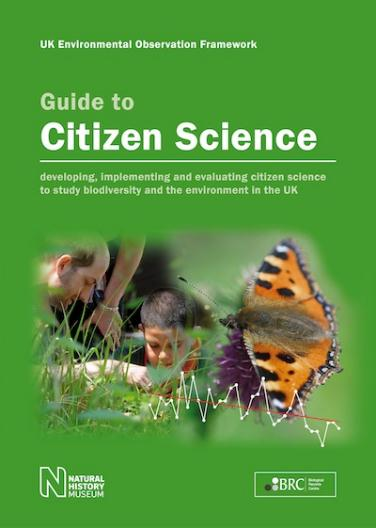 UK Environmental Observation Framework
Guide to
Citizen Science
developing, implementing and evaluating citizen science
to study biodiversity and the environment in the UK
NATURAL
HISTORY
MUSEUM
BRC
Biological
Records
Centre